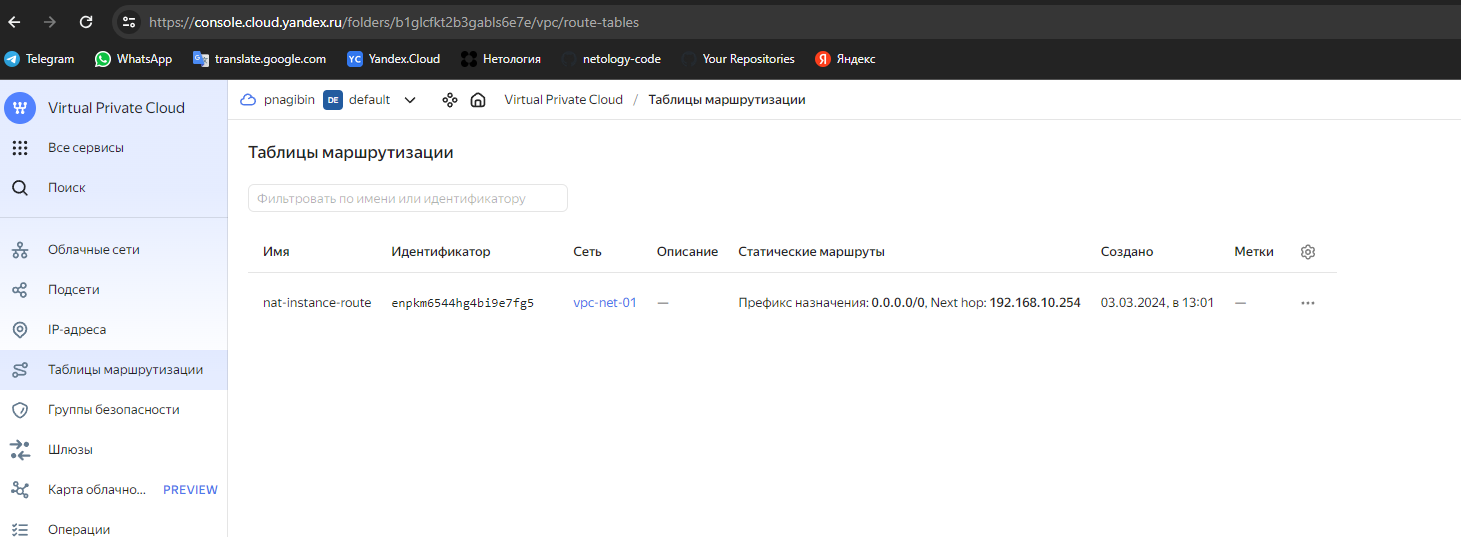 https://console.cloud.yandex.ru/folders/b1glcfkt2b3gabls6e7e/vpc/route-tables
Telegram WhatsApp translate.google.com YC Yandex.Cloud Нетология netology-code Your Repositories Я Яндекс
Virtual Private Cloud
Все сервисы
Поиск
Облачные сети
Подсети
IP-адреса
Таблицы маршрутизации
Группы безопасности
Шлюзы
Карта облачно... PREVIEW
Операции
pnagibin DE default Virtual Private Cloud / Таблицы маршрутизации
Таблицы маршрутизации
Фильтровать по имени или идентификатору
Имя Идентификатор Сеть Описание Статические маршруты Создано Метки
nat-instance-route enpkm6544hg4bi9e7fg5 vpc-net-01 — Префикс назначения: 0.0.0.0/0, Next hop: 192.168.10.254 03.03.2024, в 13:01 —